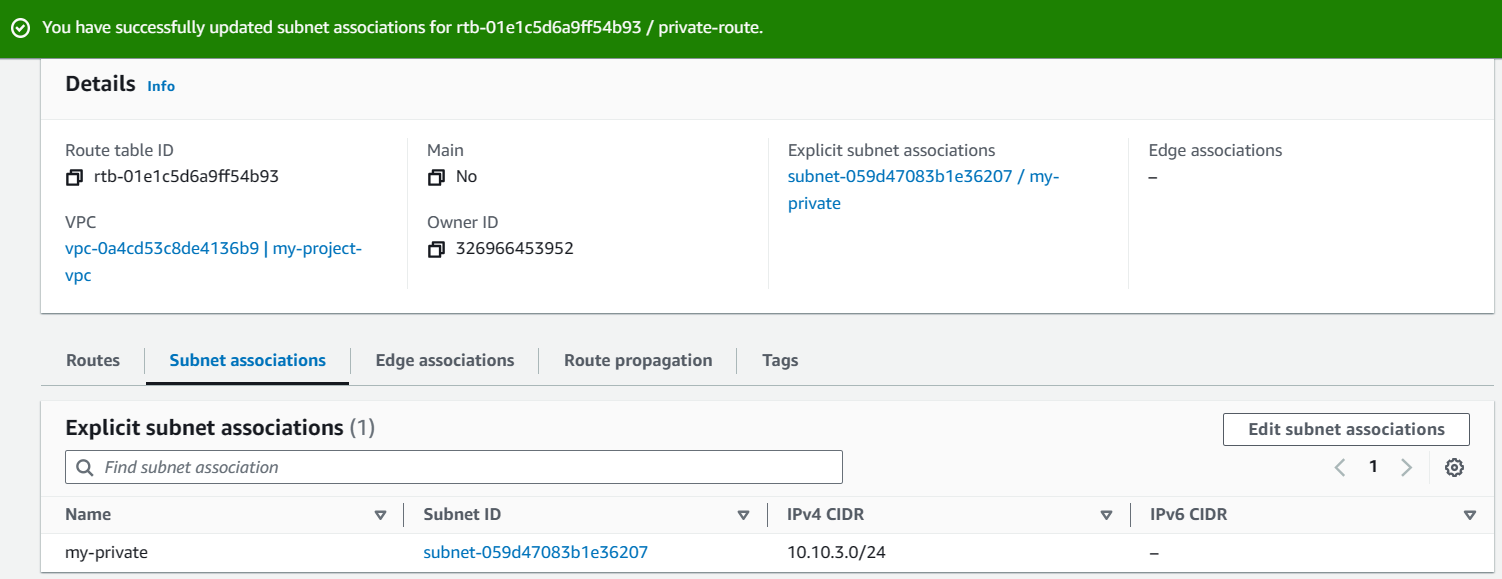 You have successfully updated subnet associations for rtb-01e1c5d6a9ff54b93 / private-route.
Details Info
Route table ID
rtb-01e1c5d6a9ff54b93
Main
No
Explicit subnet associations
subnet-059d47083b1e36207 / my-
private
Edge associations
–
VPC
vpc-0a4cd53c8de4136b9 | my-project-
vpc
Owner ID
326966453952
Routes Subnet associations Edge associations Route propagation Tags
Explicit subnet associations (1)
Edit subnet associations
Find subnet association
1
Name Subnet ID IPv4 CIDR IPv6 CIDR
my-private subnet-059d47083b1e36207 10.10.3.0/24 –